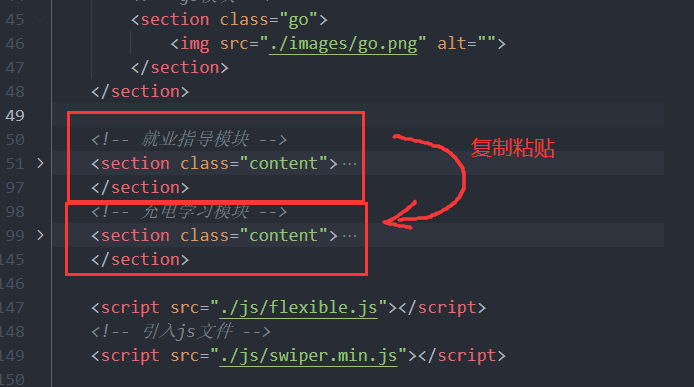 45 <section class="go">
46 <img src="./images/go.png" alt="">
47 </section>
48 </section>
49
50 <!-- 就业指导模块 -->
51 > <section class="content">···
97 </section>
98 <!-- 充电学习模块 -->
99 > <section class="content">···
145 </section>
146
147 <script src="./js/flexible.js"></script>
148 <!-- 引入js文件 -->
149 <script src="./js/swiper.min.js"></script>
150
复制粘贴